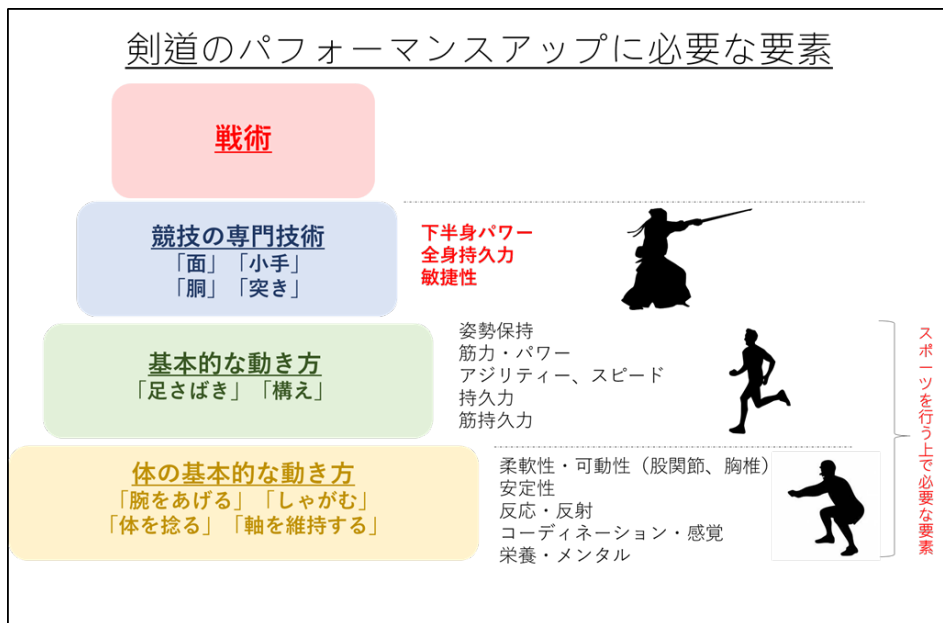 剣道のパフォーマンスアップに必要な要素
戦術
競技の専門技術
「面」「小手」
「胴」「突き」
下半身パワー
全身持久力
敏捷性
基本的な動き方
「足さばき」「構え」
姿勢保持
筋力・パワー
アジリティー、スピード
持久力
筋持久力
体の基本的な動き方
「腕をあげる」「しゃがむ」
「体を捻る」「軸を維持する」
柔軟性・可動性（股関節、胸椎）
安定性
反応・反射
コーディネーション・感覚
栄養・メンタル
スポーツを行う上で必要な要素